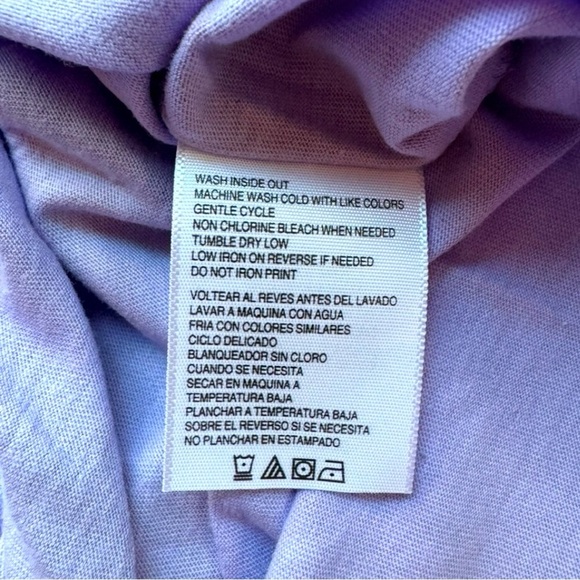 WASH INSIDE OUT
MACHINE WASH COLD WITH LIKE COLORS
GENTLE CYCLE
NON CHLORINE BLEACH WHEN NEEDED
TUMBLE DRY LOW
LOW IRON ON REVERSE IF NEEDED
DO NOT IRON PRINT
VOLTEAR AL REVES ANTES DEL LAVADO
LAVAR A MAQUINA CON AGUA
FRIA CON COLORES SIMILARES
CICLO DELICADO
BLANQUEADOR SIN CLORO
CUANDO SE NECESITA
SECAR EN MAQUINA A
TEMPERATURA BAJA
PLANCHAR A TEMPERATURA BAJA
SOBRE EL REVERSO SI SE NECESITA
NO PLANCHAR EN ESTAMPADO